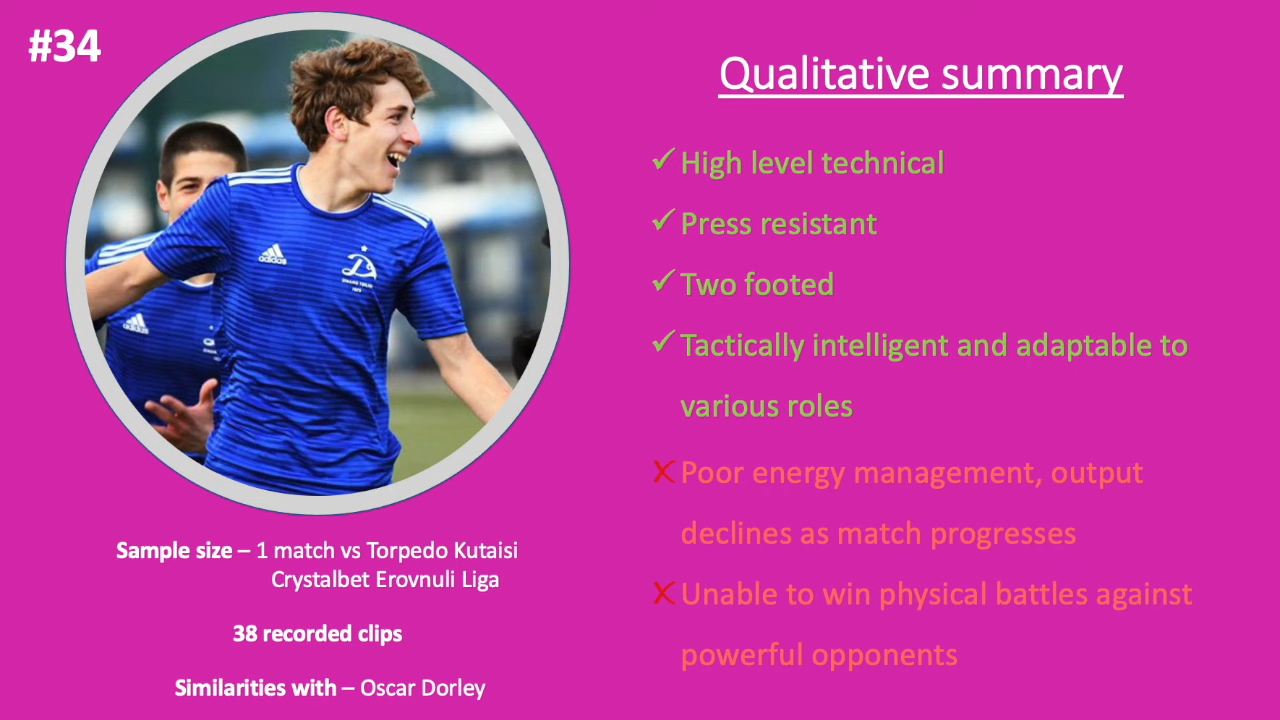 #34
adidas
adidas
Sample size – 1 match vs Torpedo Kutaisi
Crystalbet Erovnuli Liga
38 recorded clips
Similarities with – Oscar Dorley
Qualitative summary
✓ High level technical
✓ Press resistant
✓ Two footed
✓ Tactically intelligent and adaptable to
various roles
✗ Poor energy management, output
declines as match progresses
✗ Unable to win physical battles against
powerful opponents